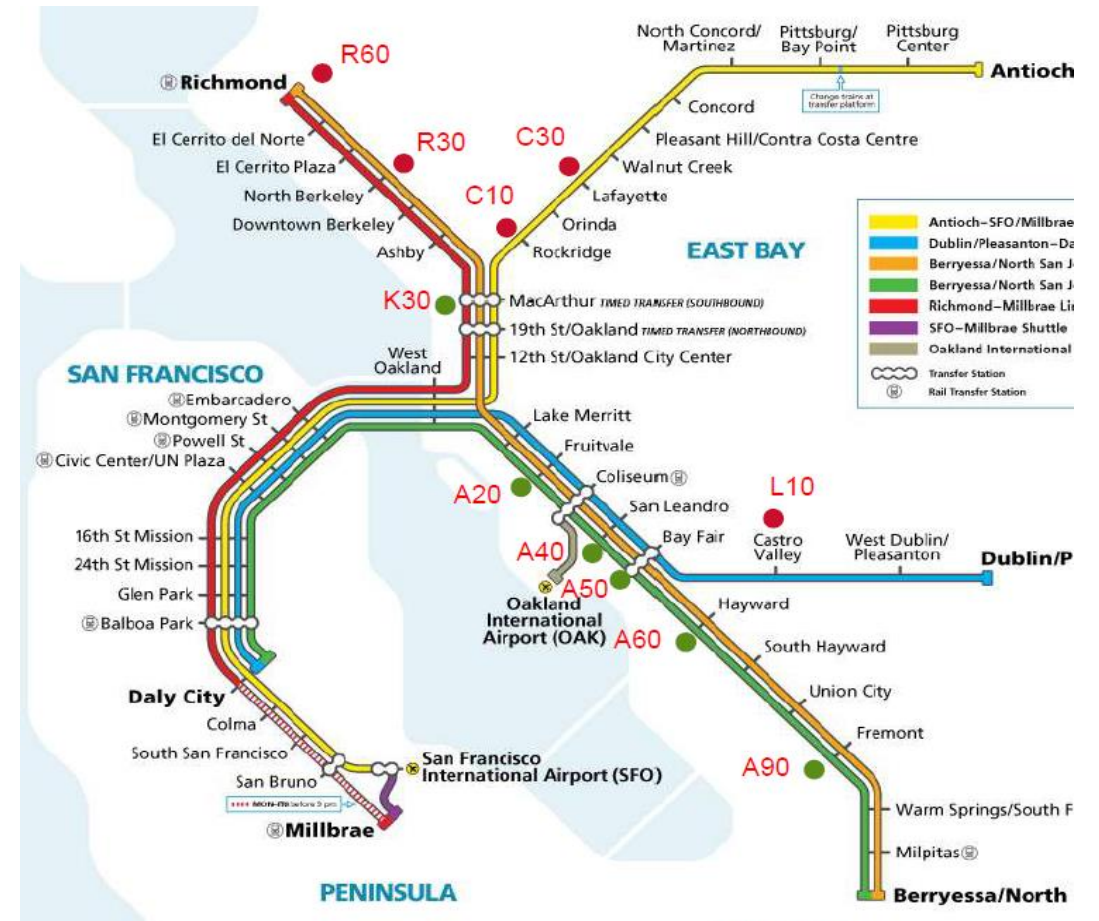 North Concord/
Martinez
Pittsburg/
Bay Point
Pittsburg
Center
R60
Richmond
Antioch
Change trains at
transfer platform
Concord
El Cerrito del Norte
R30
C30
Pleasant Hill/Contra Costa Centre
El Cerrito Plaza
Walnut Creek
North Berkeley
C10
Lafayette
Downtown Berkeley
Orinda
Ashby
Rockridge
EAST BAY
Antioch–SFO/Millbrae
Dublin/Pleasanton–Da
Berryessa/North San J
Berryessa/North San J
Richmond–Millbrae Li
SFO–Millbrae Shuttle
Oakland International
Transfer Station
Rail Transfer Station
K30
MacArthur TIMED TRANSFER (SOUTHBOUND)
19th St/Oakland TIMED TRANSFER (NORTHBOUND)
12th St/Oakland City Center
West
Oakland
SAN FRANCISCO
Embarcadero
Montgomery St
Powell St
Civic Center/UN Plaza
Lake Merritt
Fruitvale
Coliseum
A20
San Leandro
L10
Bay Fair
Castro
Valley
West Dublin/
Pleasanton
Dublin/P
16th St Mission
24th St Mission
Glen Park
Balboa Park
A40
A50
Oakland
International
Airport (OAK)
A60
Hayward
South Hayward
Union City
Fremont
Daly City
Colma
South San Francisco
San Bruno
San Francisco
International Airport (SFO)
MON–FRI before 9 pm
Millbrae
A90
Warm Springs/South F
Milpitas
Berryessa/North
PENINSULA